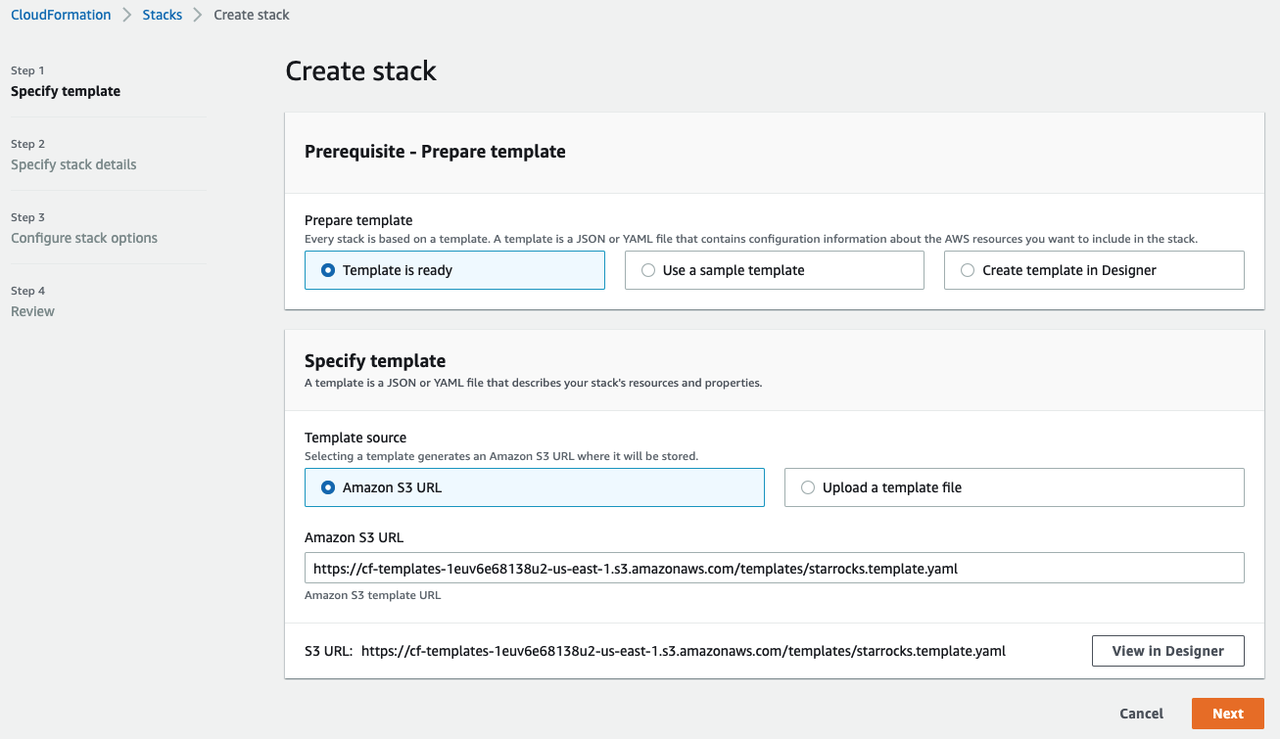 CloudFormation > Stacks > Create stack
Step 1
Specify template
Step 2
Specify stack details
Step 3
Configure stack options
Step 4
Review
Create stack
Prerequisite - Prepare template
Prepare template
Every stack is based on a template. A template is a JSON or YAML file that contains configuration information about the AWS resources you want to include in the stack.
Template is ready
Use a sample template
Create template in Designer
Specify template
A template is a JSON or YAML file that describes your stack's resources and properties.
Template source
Selecting a template generates an Amazon S3 URL where it will be stored.
Amazon S3 URL
Upload a template file
Amazon S3 URL
https://cf-templates-1euv6e68138u2-us-east-1.s3.amazonaws.com/templates/starrocks.template.yaml
Amazon S3 template URL
S3 URL: https://cf-templates-1euv6e68138u2-us-east-1.s3.amazonaws.com/templates/starrocks.template.yaml
View in Designer
Cancel
Next